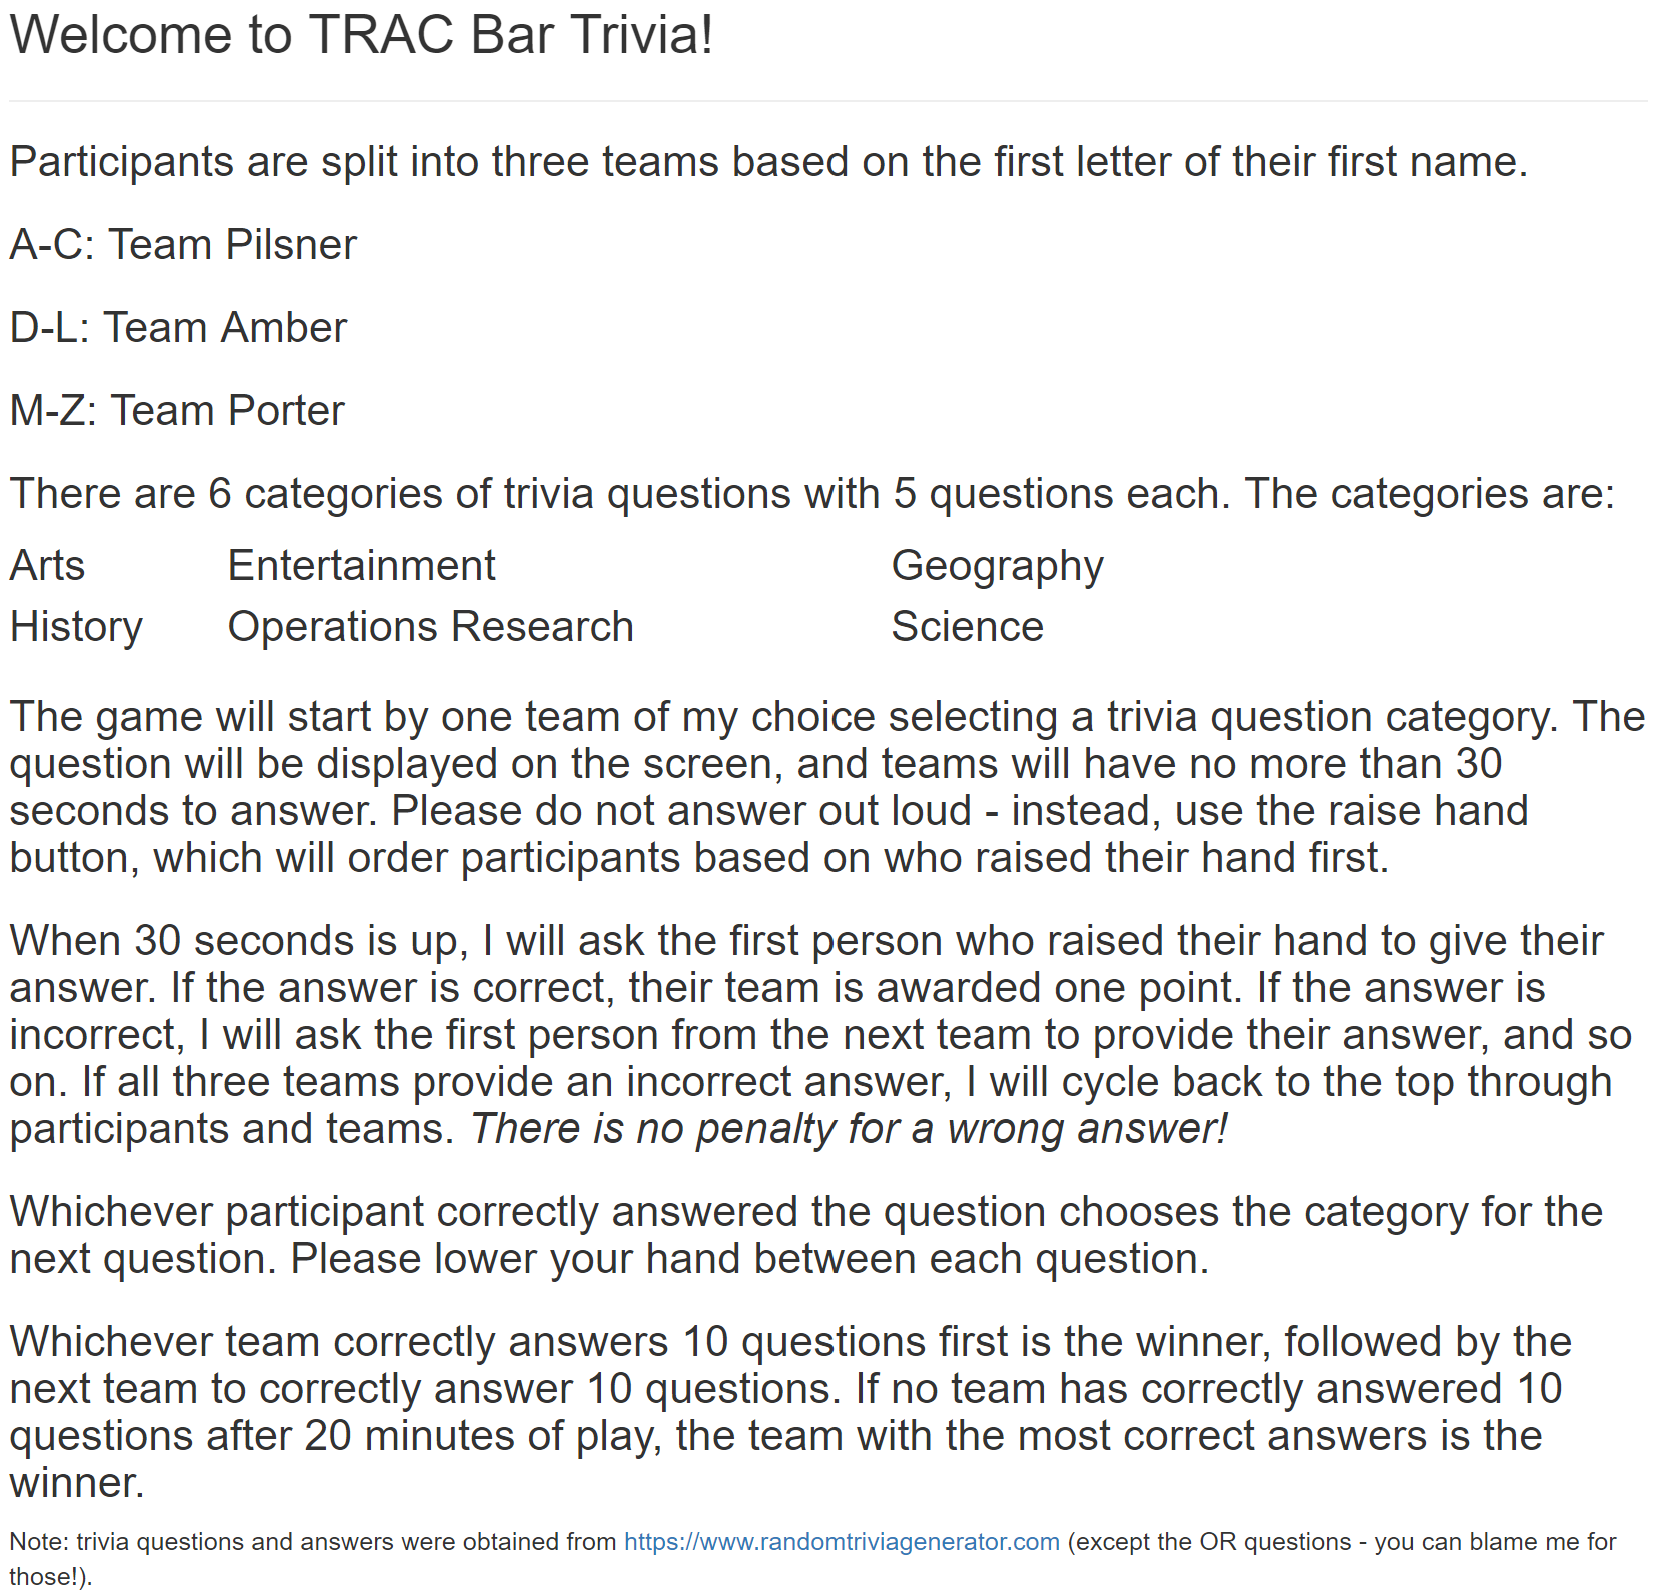 Welcome to TRAC Bar Trivia!
Participants are split into three teams based on the first letter of their first name.
A-C: Team Pilsner
D-L: Team Amber
M-Z: Team Porter
There are 6 categories of trivia questions with 5 questions each. The categories are:
Arts Entertainment Geography
History Operations Research Science
The game will start by one team of my choice selecting a trivia question category. The
question will be displayed on the screen, and teams will have no more than 30
seconds to answer. Please do not answer out loud - instead, use the raise hand
button, which will order participants based on who raised their hand first.
When 30 seconds is up, I will ask the first person who raised their hand to give their
answer. If the answer is correct, their team is awarded one point. If the answer is
incorrect, I will ask the first person from the next team to provide their answer, and so
on. If all three teams provide an incorrect answer, I will cycle back to the top through
participants and teams. There is no penalty for a wrong answer!
Whichever participant correctly answered the question chooses the category for the
next question. Please lower your hand between each question.
Whichever team correctly answers 10 questions first is the winner, followed by the
next team to correctly answer 10 questions. If no team has correctly answered 10
questions after 20 minutes of play, the team with the most correct answers is the
winner.
Note: trivia questions and answers were obtained from https://www.randomtriviagenerator.com (except the OR questions - you can blame me for
those!).